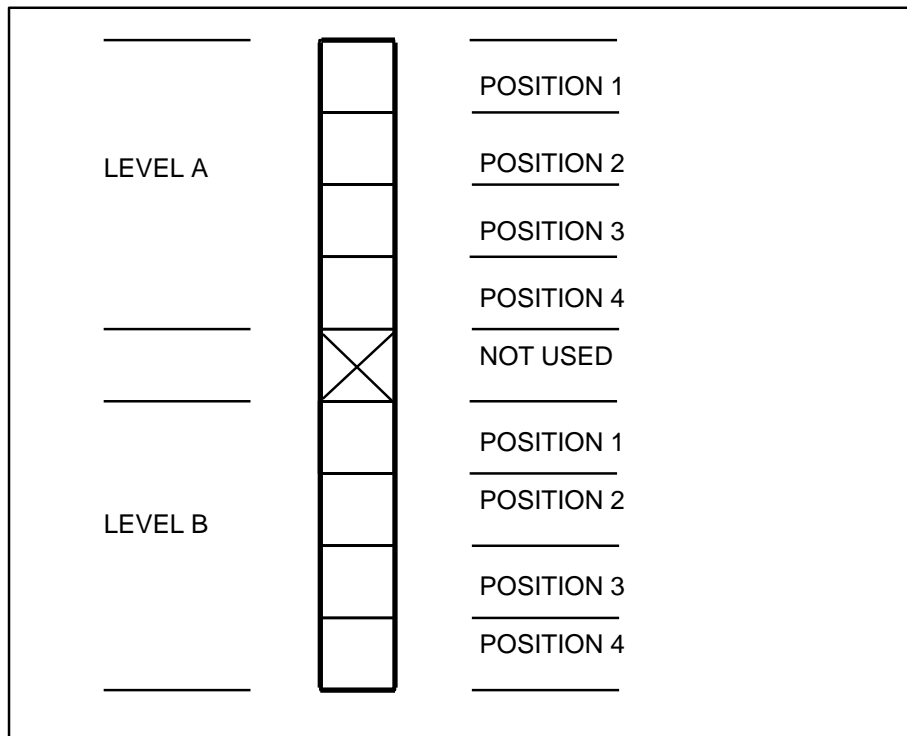 POSITION 1
LEVEL A
POSITION 2
POSITION 3
POSITION 4
NOT USED
POSITION 1
POSITION 2
LEVEL B
POSITION 3
POSITION 4